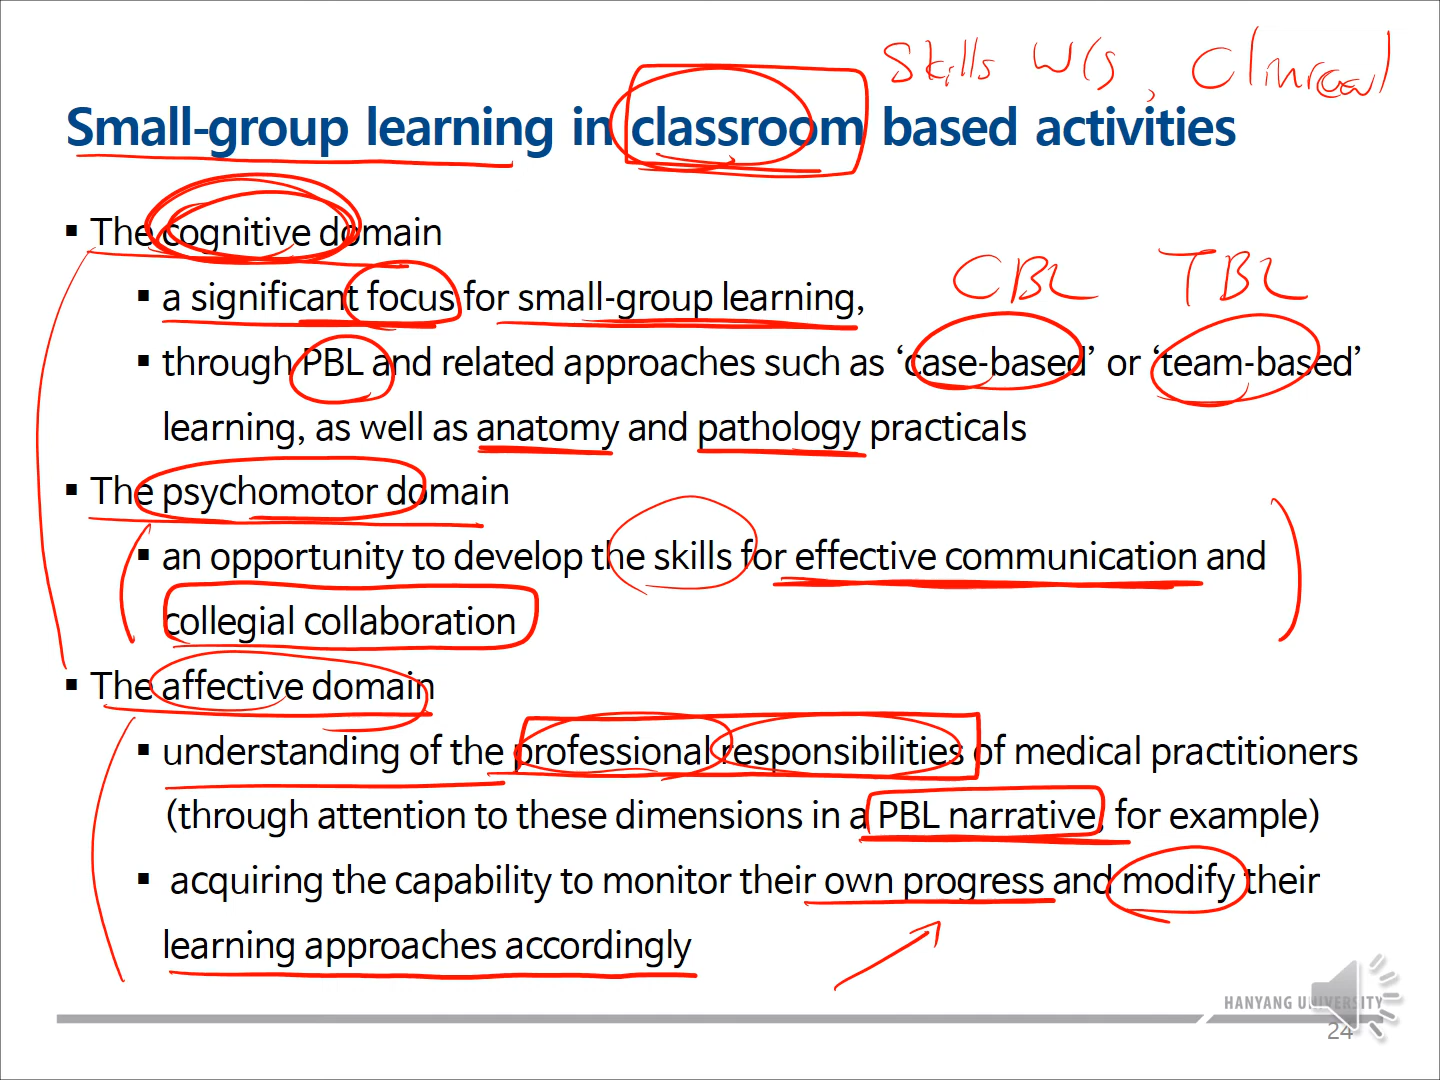 Skills W/S, Clinical
Small-group learning in classroom based activities
▪ The cognitive domain
CBL TBL
▪ a significant focus for small-group learning,
▪ through PBL and related approaches such as ‘case-based’ or ‘team-based’
learning, as well as anatomy and pathology practicals
▪ The psychomotor domain
▪ an opportunity to develop the skills for effective communication and
collegial collaboration
▪ The affective domain
▪ understanding of the professional responsibilities of medical practitioners
(through attention to these dimensions in a PBL narrative, for example)
▪ acquiring the capability to monitor their own progress and modify their
learning approaches accordingly
HANYANG UNIVERSITY
24